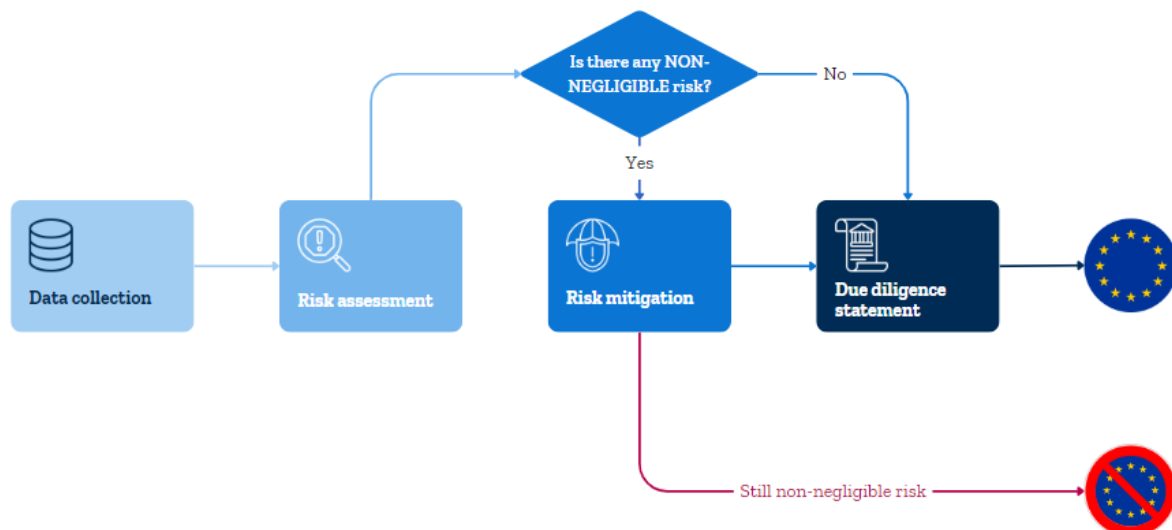 Is there any NON-
NEGLIGIBLE risk?
No
Yes
Data collection
Risk assessment
Risk mitigation
Due diligence
statement
Still non-negligible risk